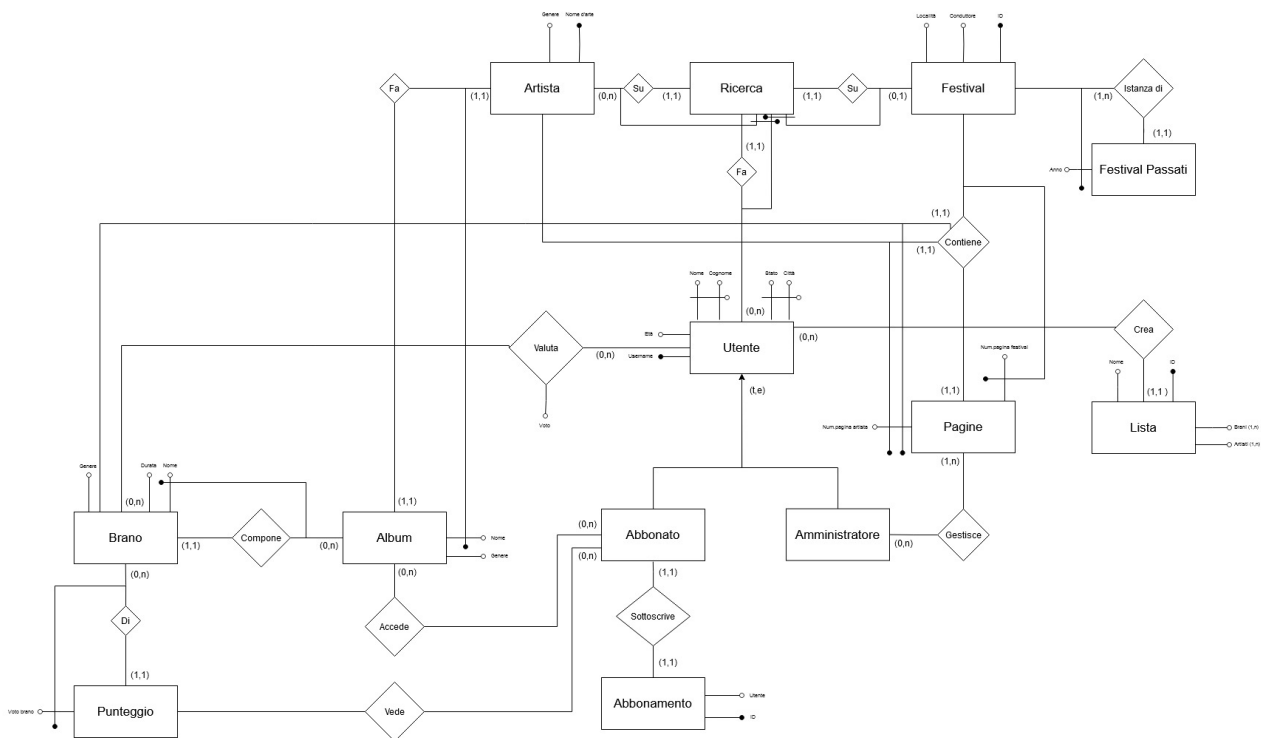 Genere Nome d'arte
Località Conduttore ID
Artista
Ricerca
Festival
Fa
(1,1)
(0,n)
Su
(1,1)
(1,1)
Su
(0,1)
(1,n)
Istanza di
(1,1)
(1,1)
Fa
Anno
Festival Passati
(1,1)
(1,1)
Contiene
Nome Cognome
Stato Città
(0,n)
Età
Username
Utente
(0,n)
Valuta
(0,n)
Crea
Voto
(t,e)
Num.pagina festival
Nome ID
(1,1)
(1,1 )
Num.pagina artista
Pagine
Lista
Brani (1,n)
Artisti (1,n)
(1,n)
Genere Durata Nome
(0,n)
(1,1)
Brano
(1,1)
Compone
(0,n)
Album
Nome
Genere
(0,n)
(0,n)
Abbonato
Amministratore
(0,n)
Gestisce
(0,n)
(0,n)
(1,1)
Di
Accede
Sottoscrive
(1,1)
(1,1)
Voto brano
Punteggio
Vede
Abbonamento
Utente
ID